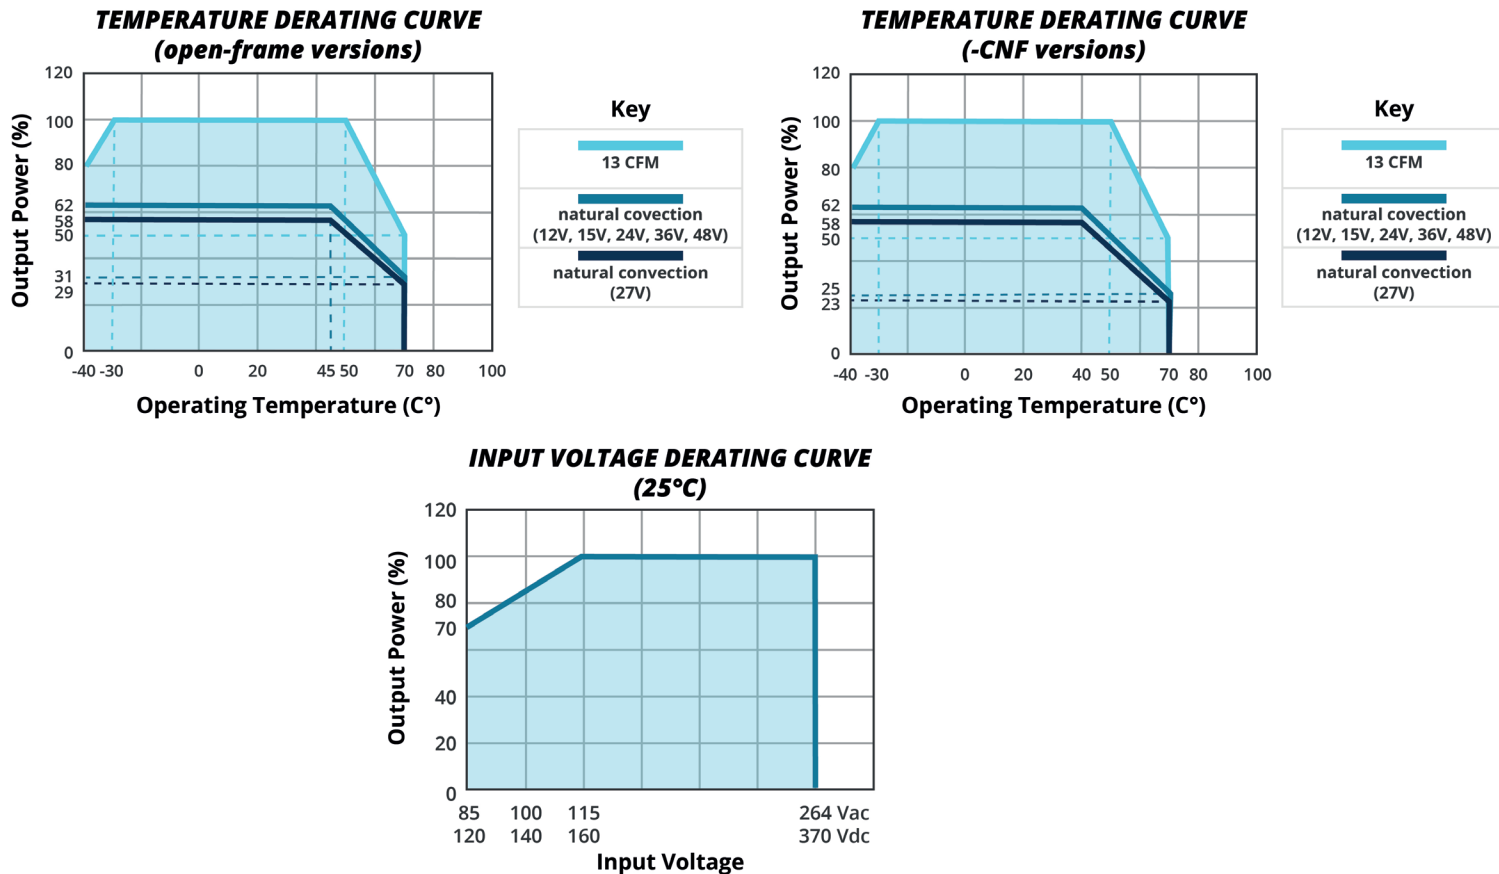 TEMPERATURE DERATING CURVE
(open-frame versions)
120
100
80
62
58
50
31
29
0
Output Power (%)
-40 -30 0 20 45 50 70 80 100
Operating Temperature (C°)
Key
13 CFM
natural covection
(12V, 15V, 24V, 36V, 48V)
natural convection
(27V)
TEMPERATURE DERATING CURVE
(-CNF versions)
120
100
80
62
58
50
25
23
0
Output Power (%)
-40 -30 0 20 40 50 70 80 100
Operating Temperature (C°)
Key
13 CFM
natural covection
(12V, 15V, 24V, 36V, 48V)
natural convection
(27V)
INPUT VOLTAGE DERATING CURVE
(25°C)
120
100
80
70
40
20
0
Output Power (%)
85 100 115 264 Vac
120 140 160 370 Vdc
Input Voltage